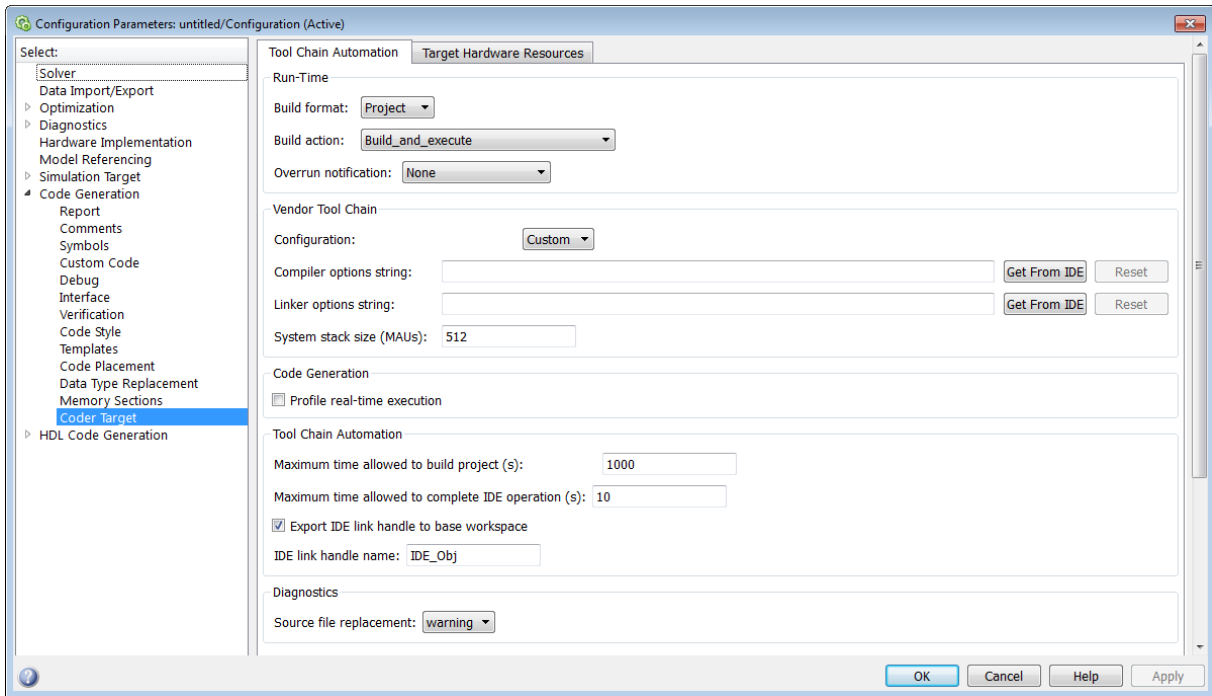 Configuration Parameters: untitled/Configuration (Active)
Select:
Solver
Data Import/Export
Optimization
Diagnostics
Hardware Implementation
Model Referencing
Simulation Target
Code Generation
Report
Comments
Symbols
Custom Code
Debug
Interface
Verification
Code Style
Templates
Code Placement
Data Type Replacement
Memory Sections
Coder Target
HDL Code Generation
Tool Chain Automation Target Hardware Resources
Run-Time
Build format: Project
Build action: Build_and_execute
Overrun notification: None
Vendor Tool Chain
Configuration: Custom
Compiler options string: Get From IDE Reset
Linker options string: Get From IDE Reset
System stack size (MAUs): 512
Code Generation
Profile real-time execution
Tool Chain Automation
Maximum time allowed to build project (s): 1000
Maximum time allowed to complete IDE operation (s): 10
Export IDE link handle to base workspace
IDE link handle name: IDE_Obj
Diagnostics
Source file replacement: warning
OK Cancel Help Apply